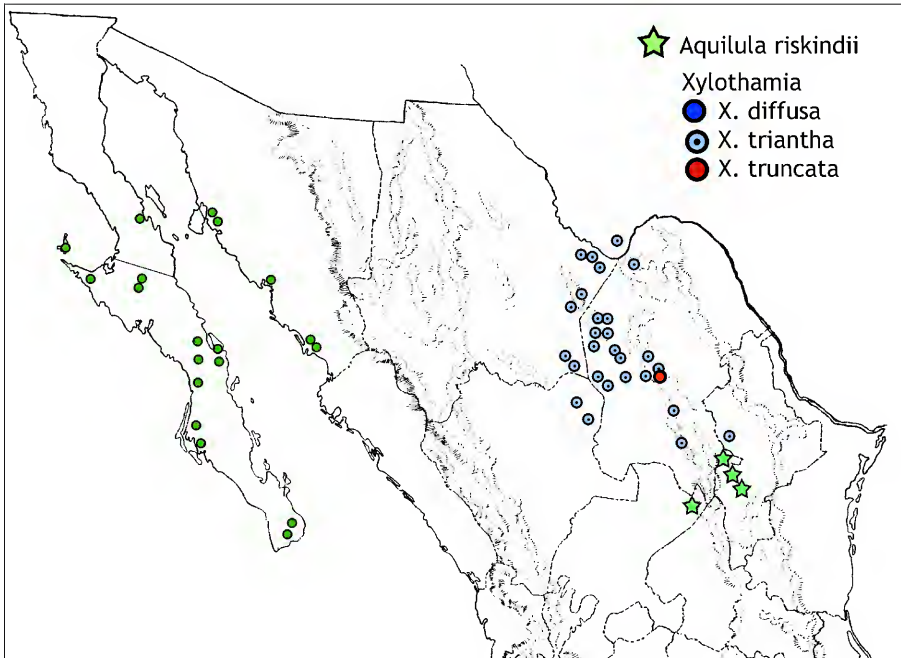 Aquilula riskindii
Xylothamia
X. diffusa
X. triantha
X. truncata